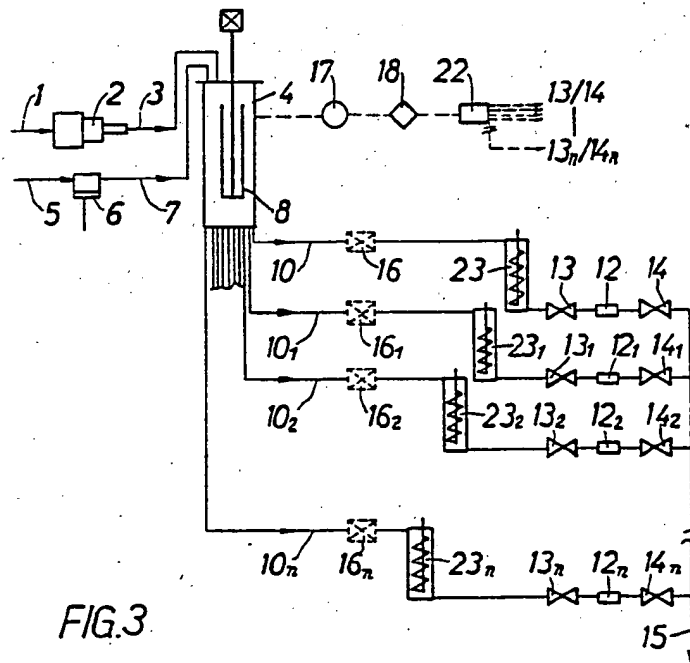 17 18 22 13/14
1 2 3 4
13ₙ/14ₙ
5 6 7 8
10 16 23 13 12 14
10₁ 16₁ 23₁ 13₁ 12₁ 14₁
10₂ 16₂ 23₂ 13₂ 12₂ 14₂
10ₙ 16ₙ 23ₙ 13ₙ 12ₙ 14ₙ
FIG.3 15